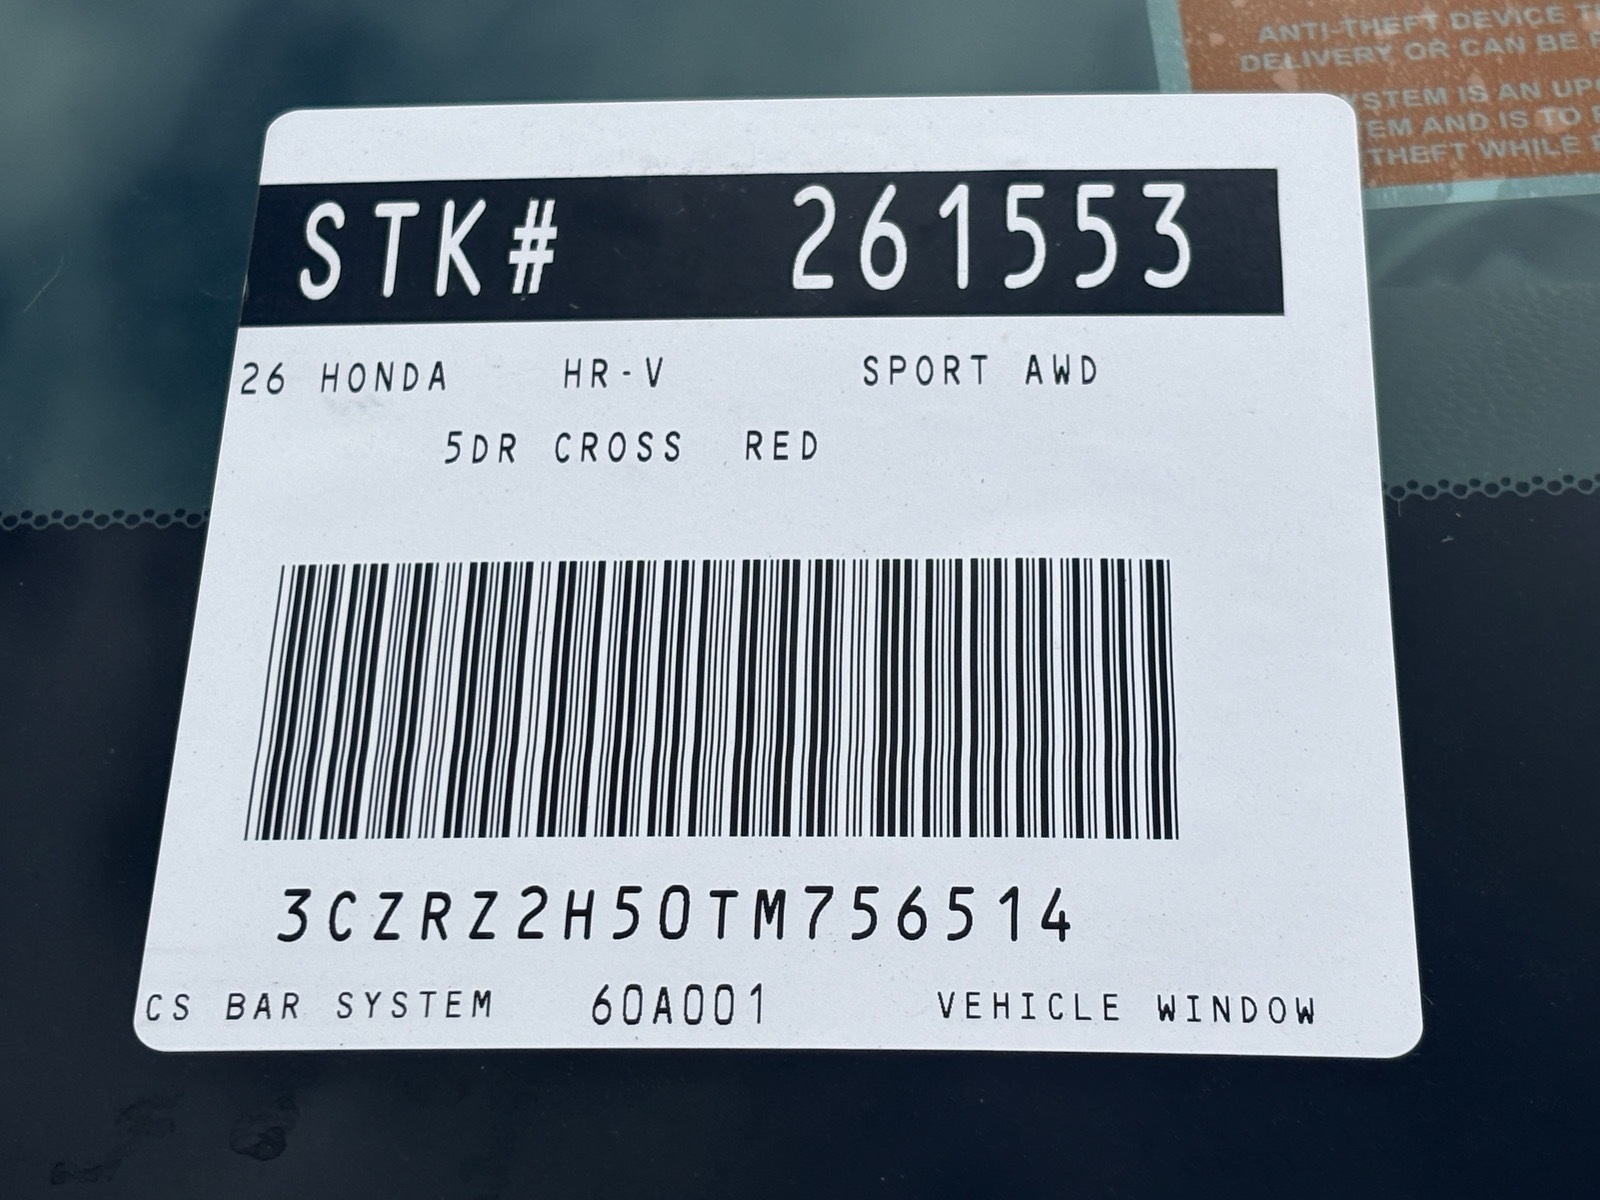 ANTI-THEFT DEVICE
DELIVERY OR CAN BE
SYSTEM IS AN
AND IS TO
THEFT WHILE
STK# 261553
26 HONDA HR-V SPORT AWD
5DR CROSS RED
3CZRZ2H50TM756514
CS BAR SYSTEM 60A001 VEHICLE WINDOW